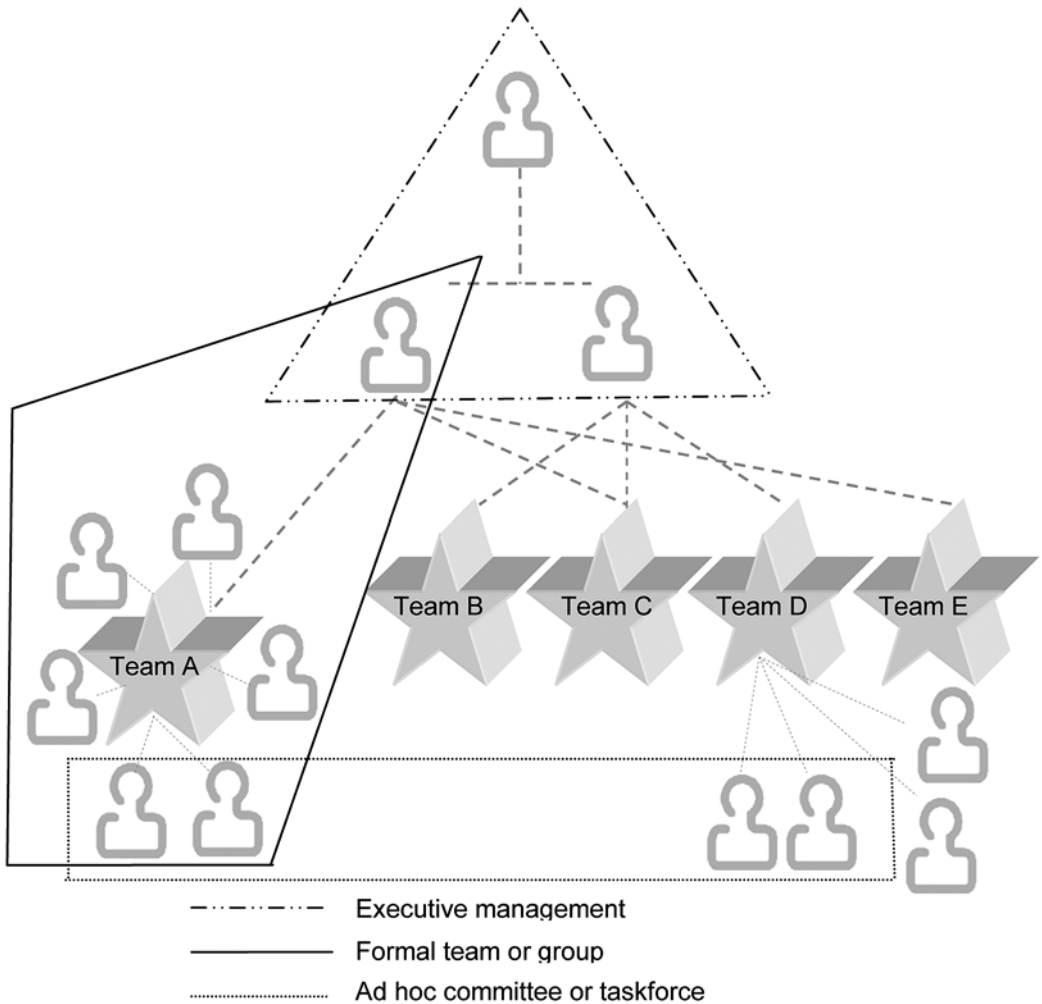 Team B
Team C
Team D
Team E
Team A
Executive management
Formal team or group
Ad hoc committee or taskforce